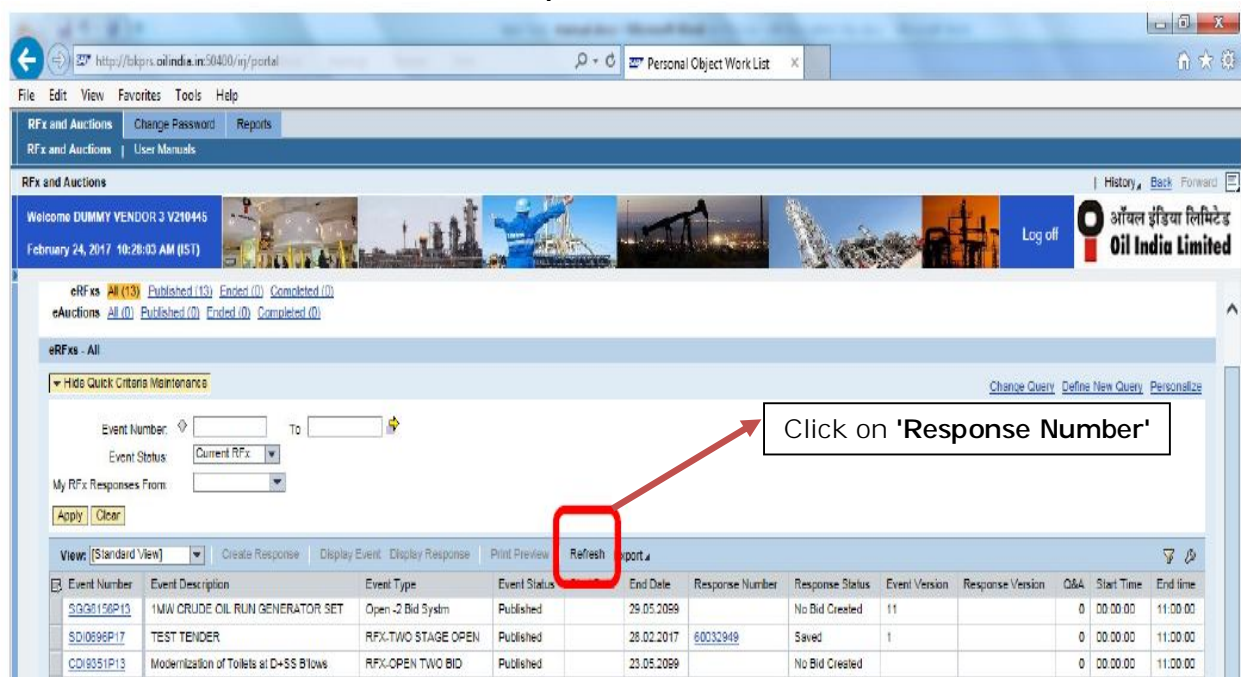 http://bkprs.oilindia.in:50400/irj/portal
Personal Object Work List
File Edit View Favorites Tools Help
RFx and Auctions Change Password Reports
RFx and Auctions | User Manuals
RFx and Auctions | History Back Forward
Welcome DUMMY VENDOR 3 V210445
February 24, 2017 10:28:03 AM (IST)
Log off
ऑयल इंडिया लिमिटेड
Oil India Limited
eRFxs All (13) Published (13) Ended (0) Completed (0)
eAuctions All (0) Published (0) Ended (0) Completed (0)
eRFxs - All
Hide Quick Criteria Maintenance Change Query Define New Query Personalize
Click on 'Response Number'
Event Number: To
Event Status: Current RFx
My RFx Responses From:
Apply Clear
View: [Standard View] Create Response Display Event Display Response Print Preview Refresh Export
Event Number Event Description Event Type Event Status End Date Response Number Response Status Event Version Response Version Q&A Start Time End time
SGG6156P13 1MW CRUDE OIL RUN GENERATOR SET Open -2 Bid Systm Published 29.05.2099 No Bid Created 11 0 00:00:00 11:00:00
SDI0696P17 TEST TENDER RFX-TWO STAGE OPEN Published 28.02.2017 60032949 Saved 1 0 00:00:00 11:00:00
CDI9351P13 Modernization of Toilets at D+SS B'lows RFX-OPEN TWO BID Published 23.05.2099 No Bid Created 0 00:00:00 11:00:00